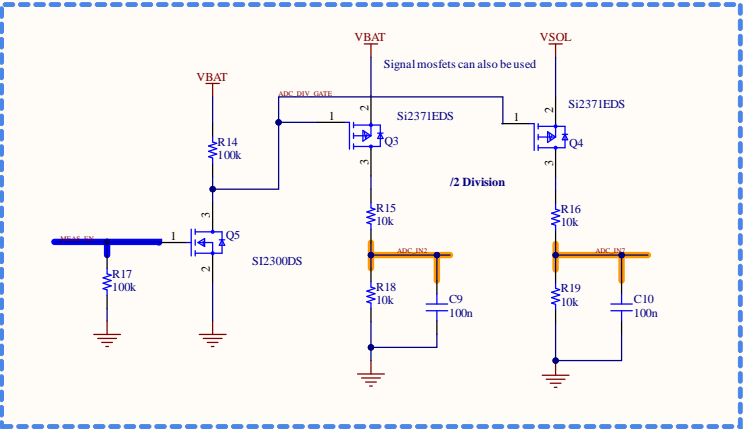 VBAT
VSOL
Signal mosfets can also be used
VBAT
ADC_DIV_GATE
2
Si2371EDS
2
Si2371EDS
1
Q3
1
Q4
R14
100k
3
3
/2 Division
3
R15
10k
R16
10k
MEAS_EN
1
Q5
SI2300DS
2
ADC_IN2
ADC_IN7
R17
100k
R18
10k
C9
100n
R19
10k
C10
100n